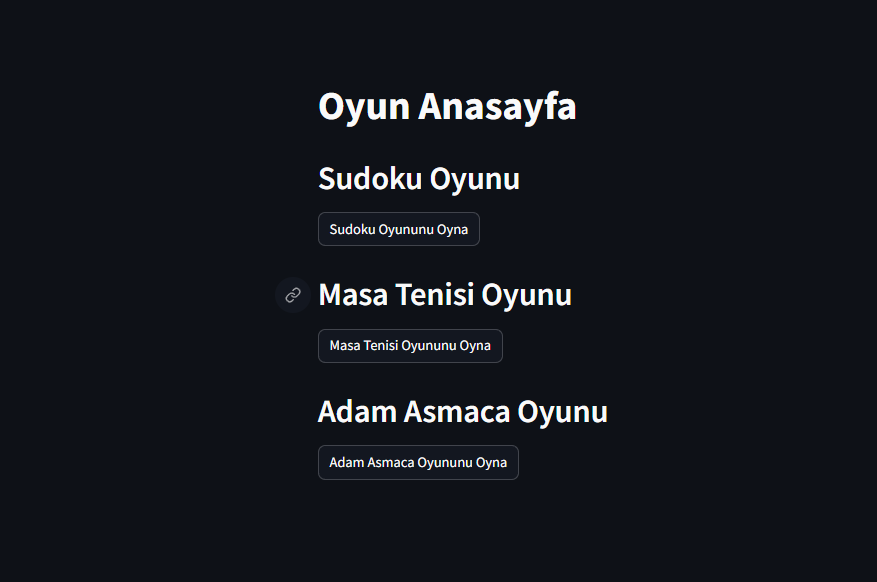 Oyun Anasayfa
Sudoku Oyunu
Sudoku Oyununu Oyna
Masa Tenisi Oyunu
Masa Tenisi Oyununu Oyna
Adam Asmaca Oyunu
Adam Asmaca Oyununu Oyna